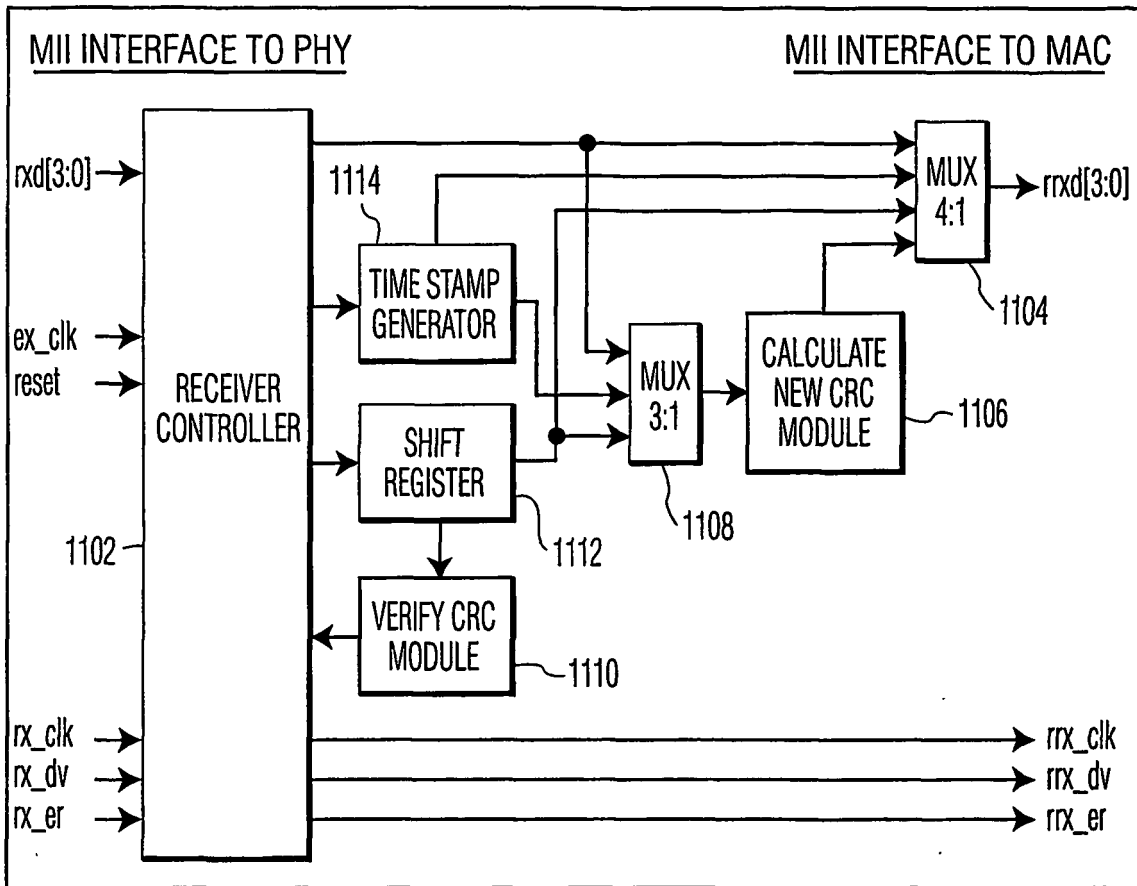 MII INTERFACE TO PHY
MII INTERFACE TO MAC
rxd[3:0]
ex_clk
reset
RECEIVER
CONTROLLER
1102
rx_clk
rx_dv
rx_er
1114
TIME STAMP
GENERATOR
SHIFT
REGISTER
1112
VERIFY CRC
MODULE
1110
MUX
3:1
1108
CALCULATE
NEW CRC
MODULE
1106
MUX
4:1
1104
rrxd[3:0]
rrx_clk
rrx_dv
rrx_er